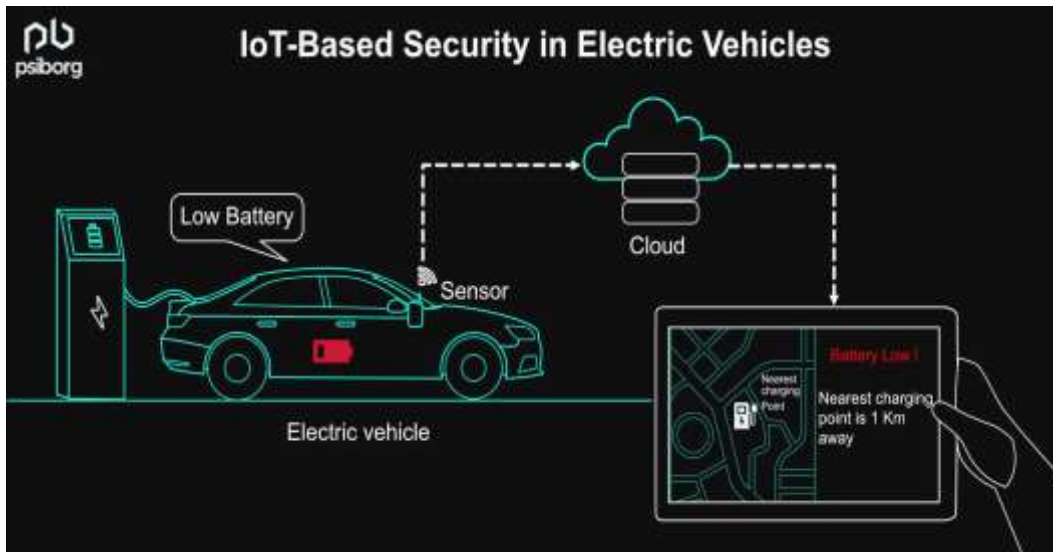 psiborg
IoT-Based Security in Electric Vehicles
Low Battery
Sensor
Cloud
Electric vehicle
Nearest
charging
Point
Battery Low !
Nearest charging
point is 1 Km
away